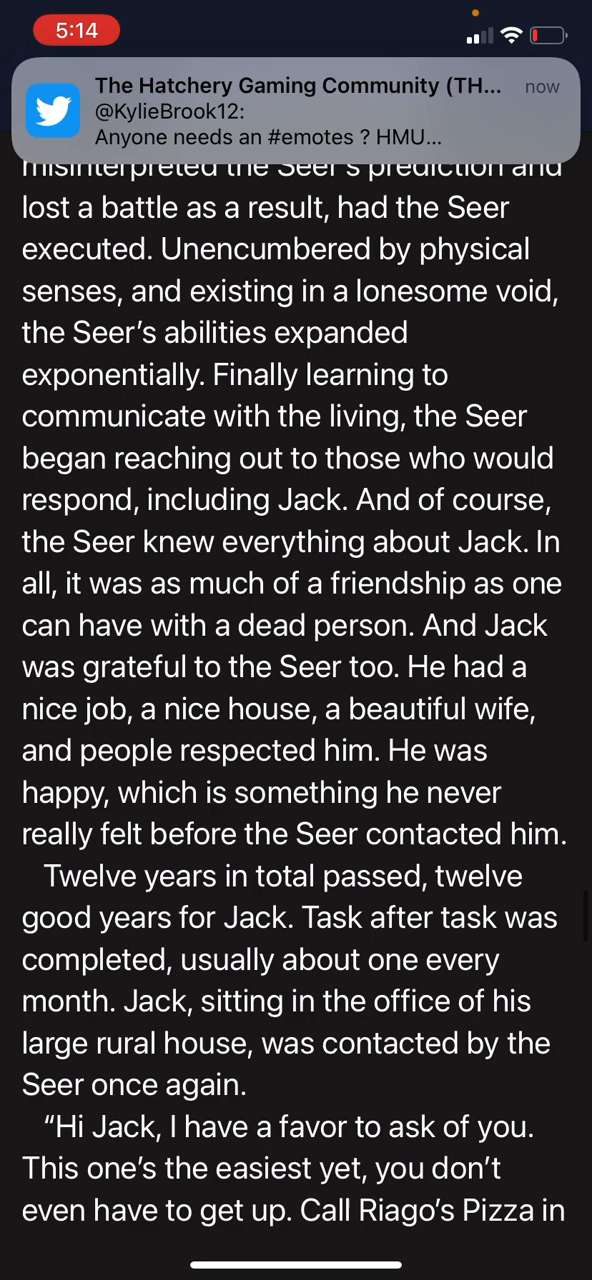 5:14
The Hatchery Gaming Community (TH...
now
@KylieBrook12:
Anyone needs an #emotes ? HMU...
misinterpreted the Seer's prediction and
lost a battle as a result, had the Seer
executed. Unencumbered by physical
senses, and existing in a lonesome void,
the Seer’s abilities expanded
exponentially. Finally learning to
communicate with the living, the Seer
began reaching out to those who would
respond, including Jack. And of course,
the Seer knew everything about Jack. In
all, it was as much of a friendship as one
can have with a dead person. And Jack
was grateful to the Seer too. He had a
nice job, a nice house, a beautiful wife,
and people respected him. He was
happy, which is something he never
really felt before the Seer contacted him.
Twelve years in total passed, twelve
good years for Jack. Task after task was
completed, usually about one every
month. Jack, sitting in the office of his
large rural house, was contacted by the
Seer once again.
“Hi Jack, I have a favor to ask of you.
This one’s the easiest yet, you don’t
even have to get up. Call Riago’s Pizza in